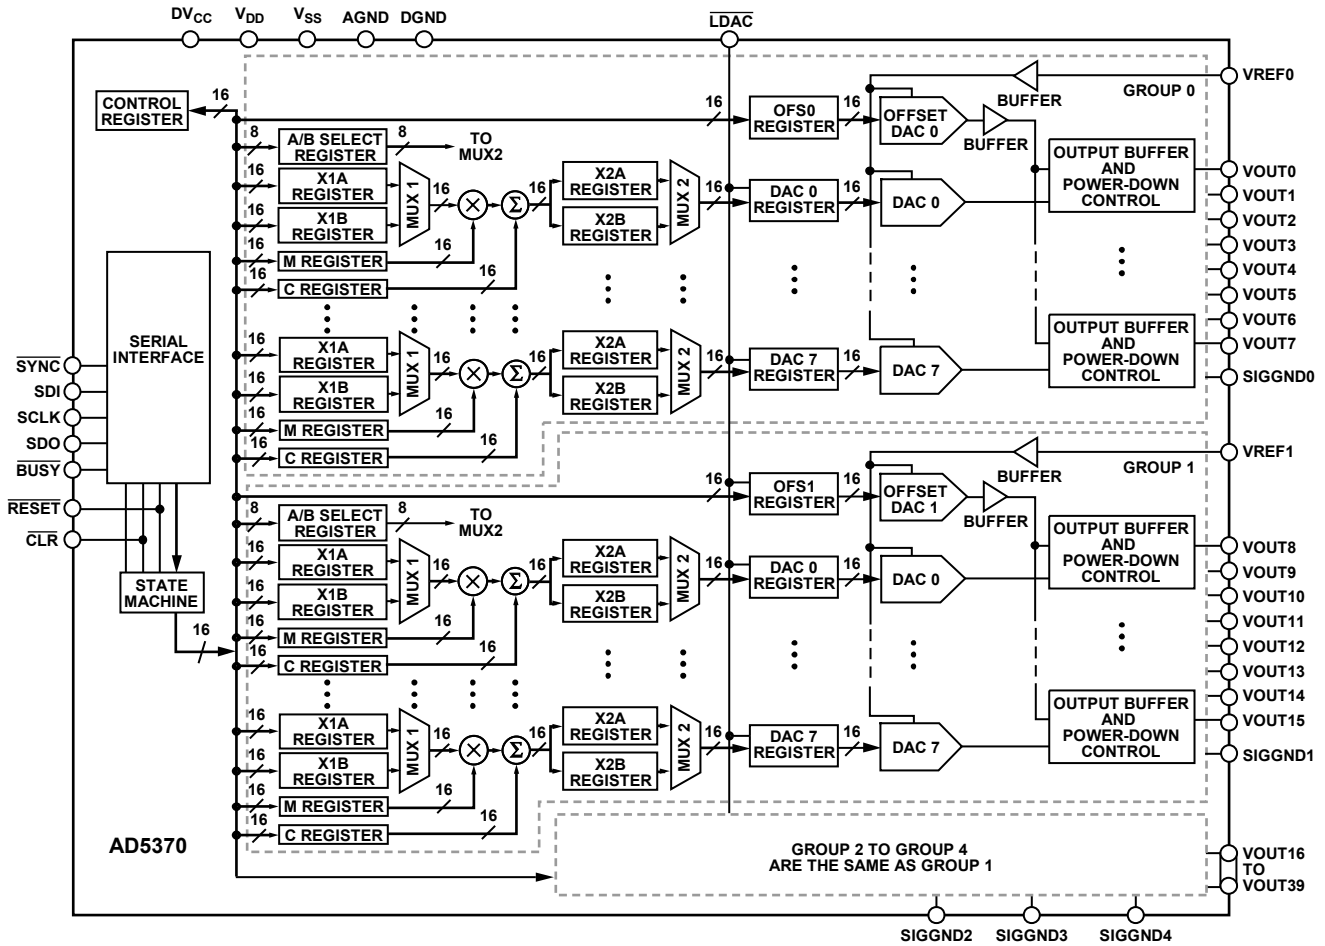 DVCC
VDD
VSS
AGND
DGND
LDAC
CONTROL
REGISTER
16
8
A/B SELECT
REGISTER
8
TO
MUX2
16
OFS0
REGISTER
16
OFFSET
DAC 0
BUFFER
BUFFER
GROUP 0
VREF0
16
X1A
REGISTER
16
X1B
REGISTER
MUX 1
16
16
M REGISTER
16
16
C REGISTER
16
×
Σ
16
X2A
REGISTER
X2B
REGISTER
MUX 2
16
DAC 0
REGISTER
16
DAC 0
OUTPUT BUFFER
AND
POWER-DOWN
CONTROL
VOUT0
VOUT1
VOUT2
VOUT3
VOUT4
VOUT5
VOUT6
VOUT7
SIGGND0
16
X1A
REGISTER
16
X1B
REGISTER
MUX 1
16
16
M REGISTER
16
16
C REGISTER
16
×
Σ
16
X2A
REGISTER
X2B
REGISTER
MUX 2
16
DAC 7
REGISTER
16
DAC 7
OUTPUT BUFFER
AND
POWER-DOWN
CONTROL
SERIAL
INTERFACE
SYNC
SDI
SCLK
SDO
BUSY
RESET
CLR
STATE
MACHINE
16
8
A/B SELECT
REGISTER
8
TO
MUX2
16
OFS1
REGISTER
16
OFFSET
DAC 1
BUFFER
BUFFER
GROUP 1
VREF1
16
X1A
REGISTER
16
X1B
REGISTER
MUX 1
16
16
M REGISTER
16
16
C REGISTER
16
×
Σ
16
X2A
REGISTER
X2B
REGISTER
MUX 2
16
DAC 0
REGISTER
16
DAC 0
OUTPUT BUFFER
AND
POWER-DOWN
CONTROL
VOUT8
VOUT9
VOUT10
VOUT11
VOUT12
VOUT13
VOUT14
VOUT15
SIGGND1
16
X1A
REGISTER
16
X1B
REGISTER
MUX 1
16
16
M REGISTER
16
16
C REGISTER
16
×
Σ
16
X2A
REGISTER
X2B
REGISTER
MUX 2
16
DAC 7
REGISTER
16
DAC 7
OUTPUT BUFFER
AND
POWER-DOWN
CONTROL
AD5370
GROUP 2 TO GROUP 4
ARE THE SAME AS GROUP 1
VOUT16
TO
VOUT39
SIGGND2
SIGGND3
SIGGND4